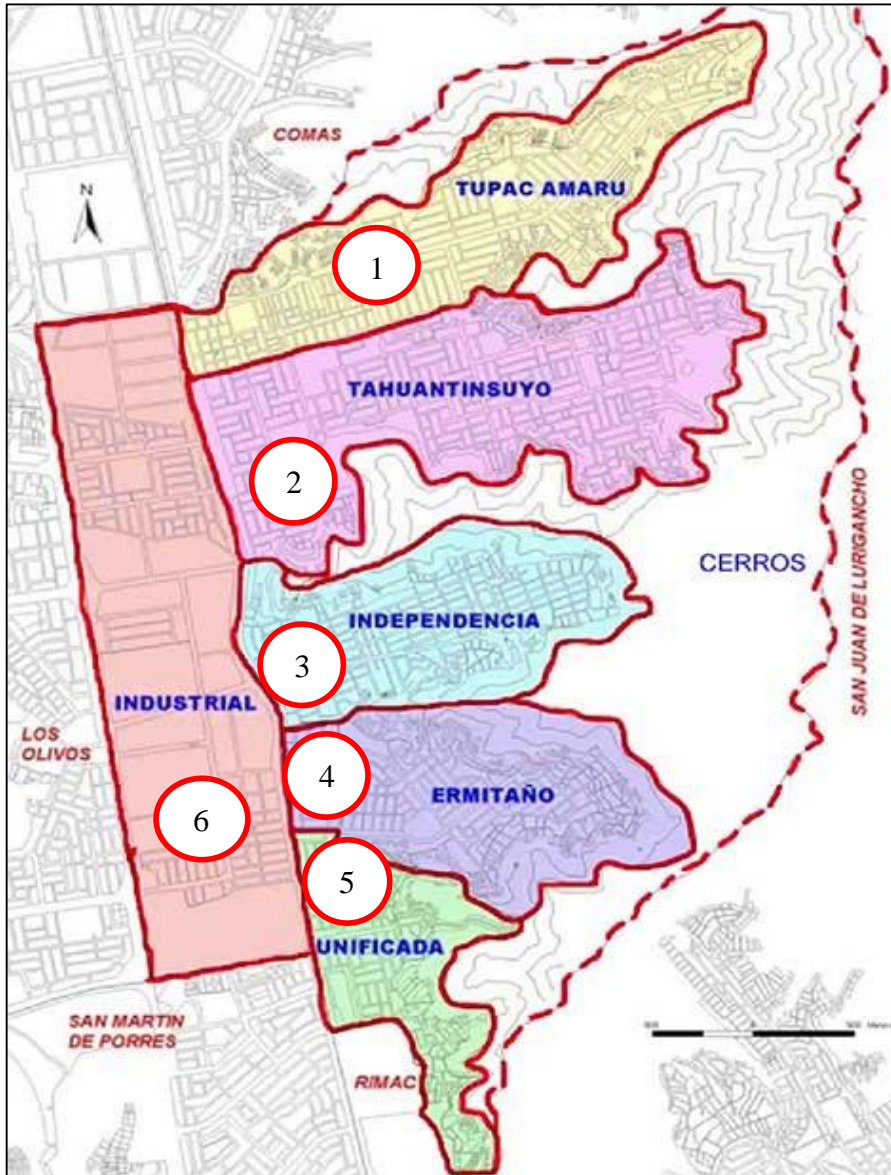 COMAS
N
TUPAC AMARU
1
TAHUANTINSUYO
2
CERROS
INDEPENDENCIA
SAN JUAN DE LURIGANCHO
3
INDUSTRIAL
LOS
OLIVOS
4
ERMITAÑO
6
5
UNIFICADA
SAN MARTIN
DE PORRES
RIMAC
0